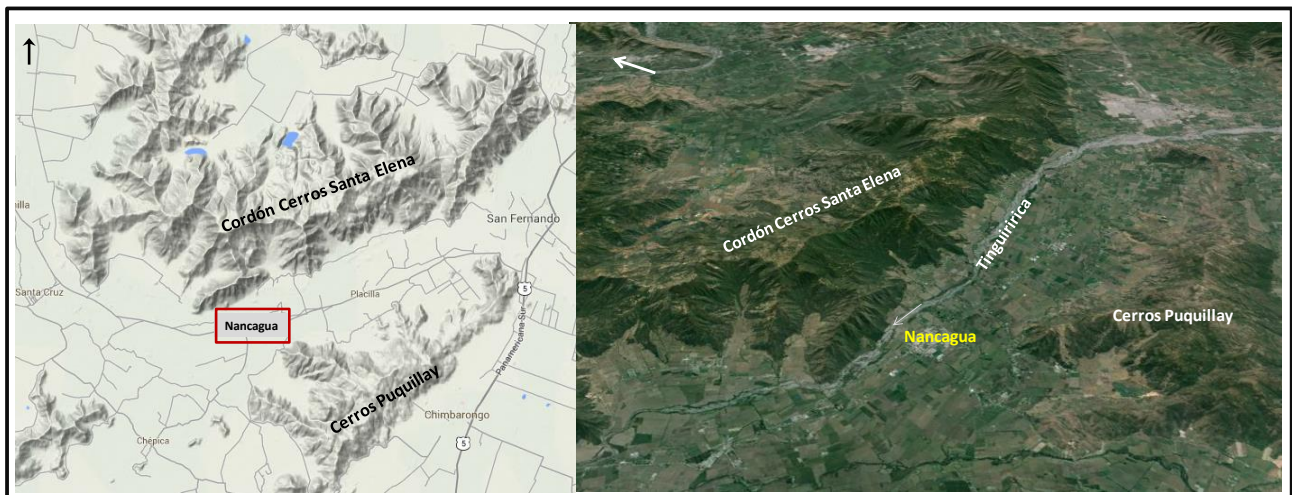 Cordón Cerros Santa Elena
San Fernando
5
Santa Cruz
Placilla
Nancagua
Panamericana Sur
Cerros Puquillay
Chimbarongo
Chépica
5
Cordón Cerros Santa Elena
Tinguiririca
Cerros Puquillay
Nancagua